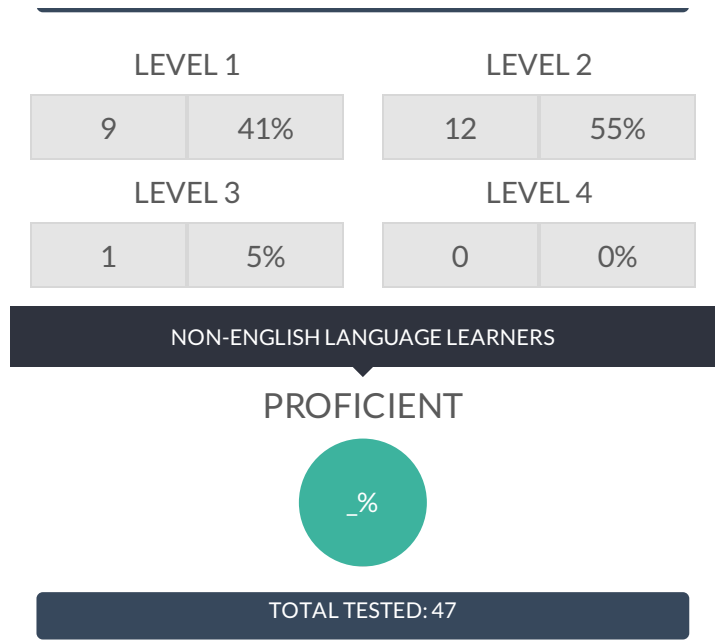 LEVEL 1 LEVEL 2
9 41% 12 55%
LEVEL 3 LEVEL 4
1 5% 0 0%
NON-ENGLISH LANGUAGE LEARNERS
PROFICIENT
_%
TOTAL TESTED: 47